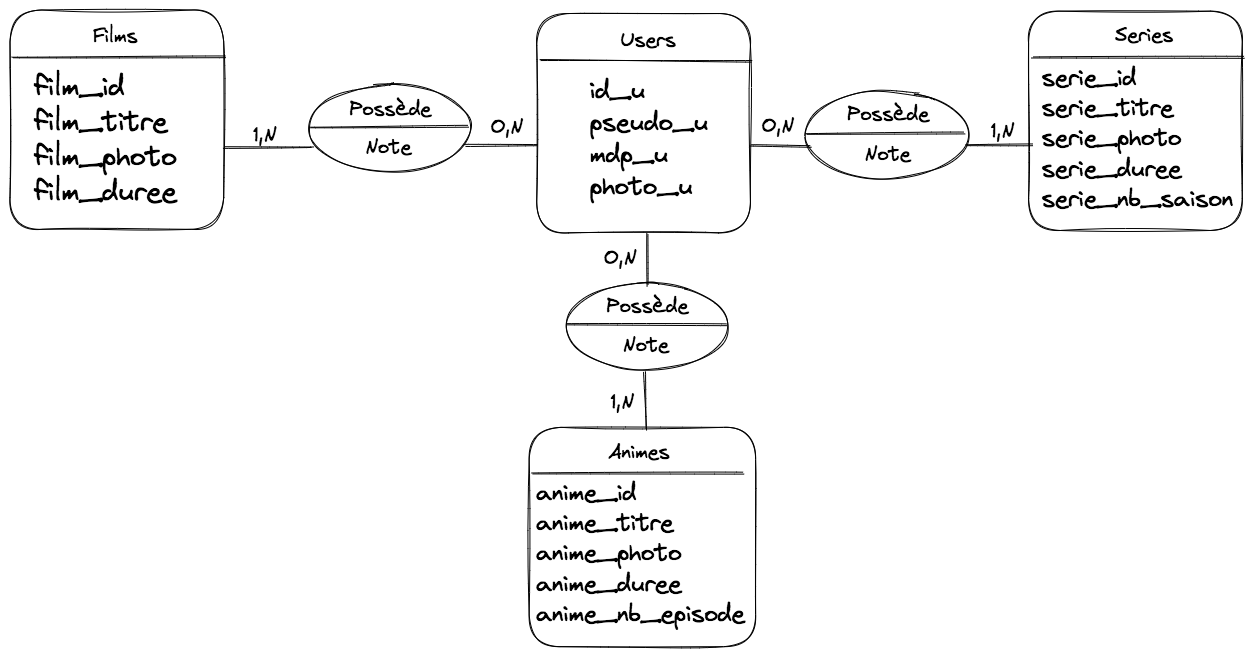 Films
film_id
film_titre
film_photo
film_duree
1,N
Possède
Note
0,N
Users
id_u
pseudo_u
mdp_u
photo_u
0,N
Possède
Note
1,N
Series
serie_id
serie_titre
serie_photo
serie_duree
serie_nb_saison
0,N
Possède
Note
1,N
Animes
anime_id
anime_titre
anime_photo
anime_duree
anime_nb_episode